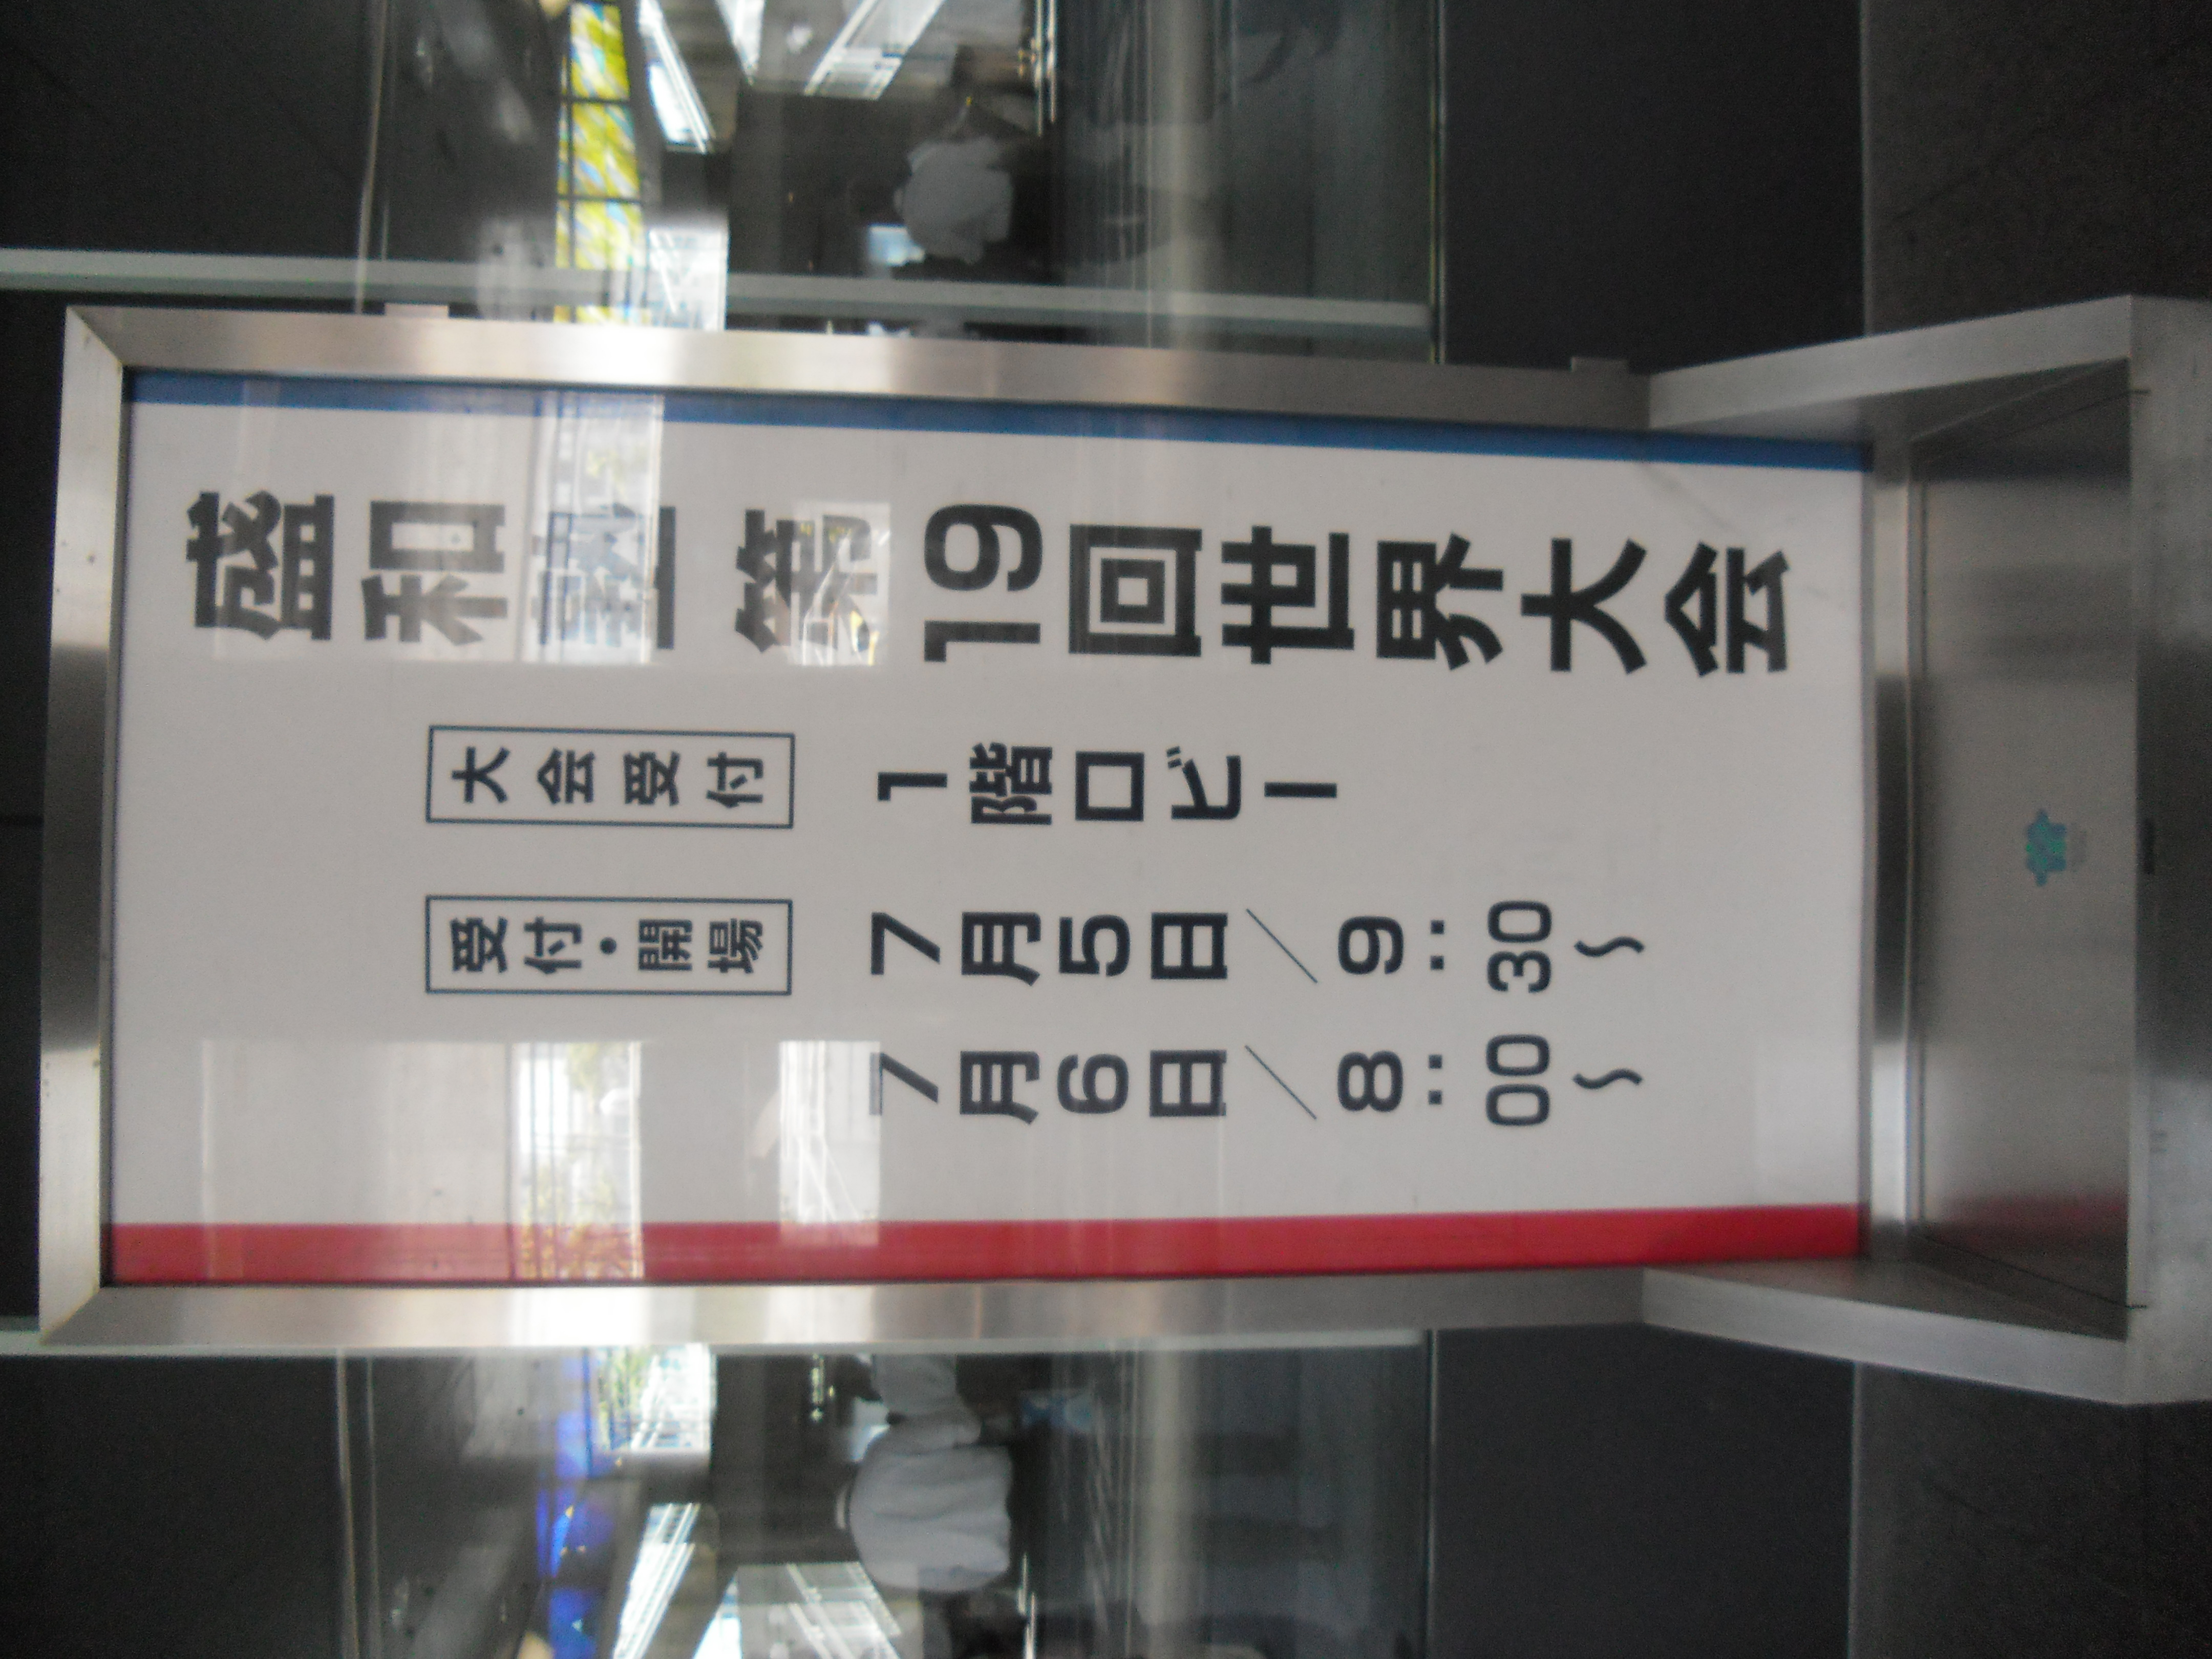 盛和塾 第19回世界大会
大会受付 1階ロビー
受付・開場 7月5日／9：30～
7月6日／8：00～